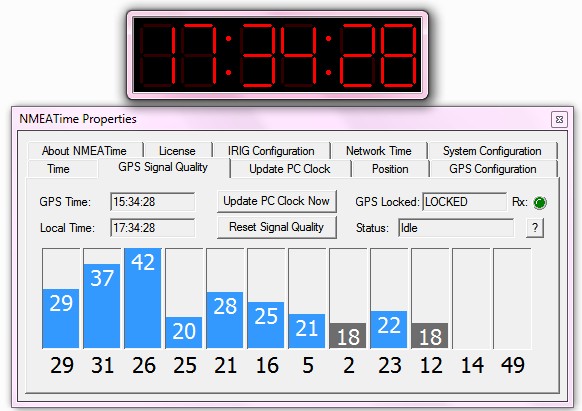 17:34:28
NMEATime Properties
About NMEATime License IRIG Configuration Network Time System Configuration
Time GPS Signal Quality Update PC Clock Position GPS Configuration
GPS Time: 15:34:28 Update PC Clock Now GPS Locked: LOCKED Rx:
Local Time: 17:34:28 Reset Signal Quality Status: Idle ?
29 37 42 20 28 25 21 18 22 18
29 31 26 25 21 16 5 2 23 12 14 49